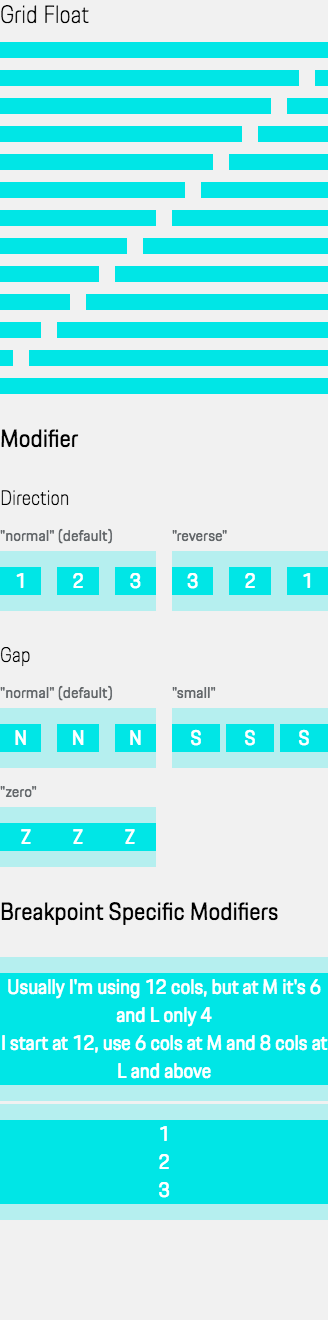 Grid Float
Modifier
Direction
"normal" (default) "reverse"
1 2 3 3 2 1
Gap
"normal" (default) "small"
N N N S S S
"zero"
Z Z Z
Breakpoint Specific Modifiers
Usually I'm using 12 cols, but at M it's 6
and L only 4
I start at 12, use 6 cols at M and 8 cols at
L and above
1
2
3